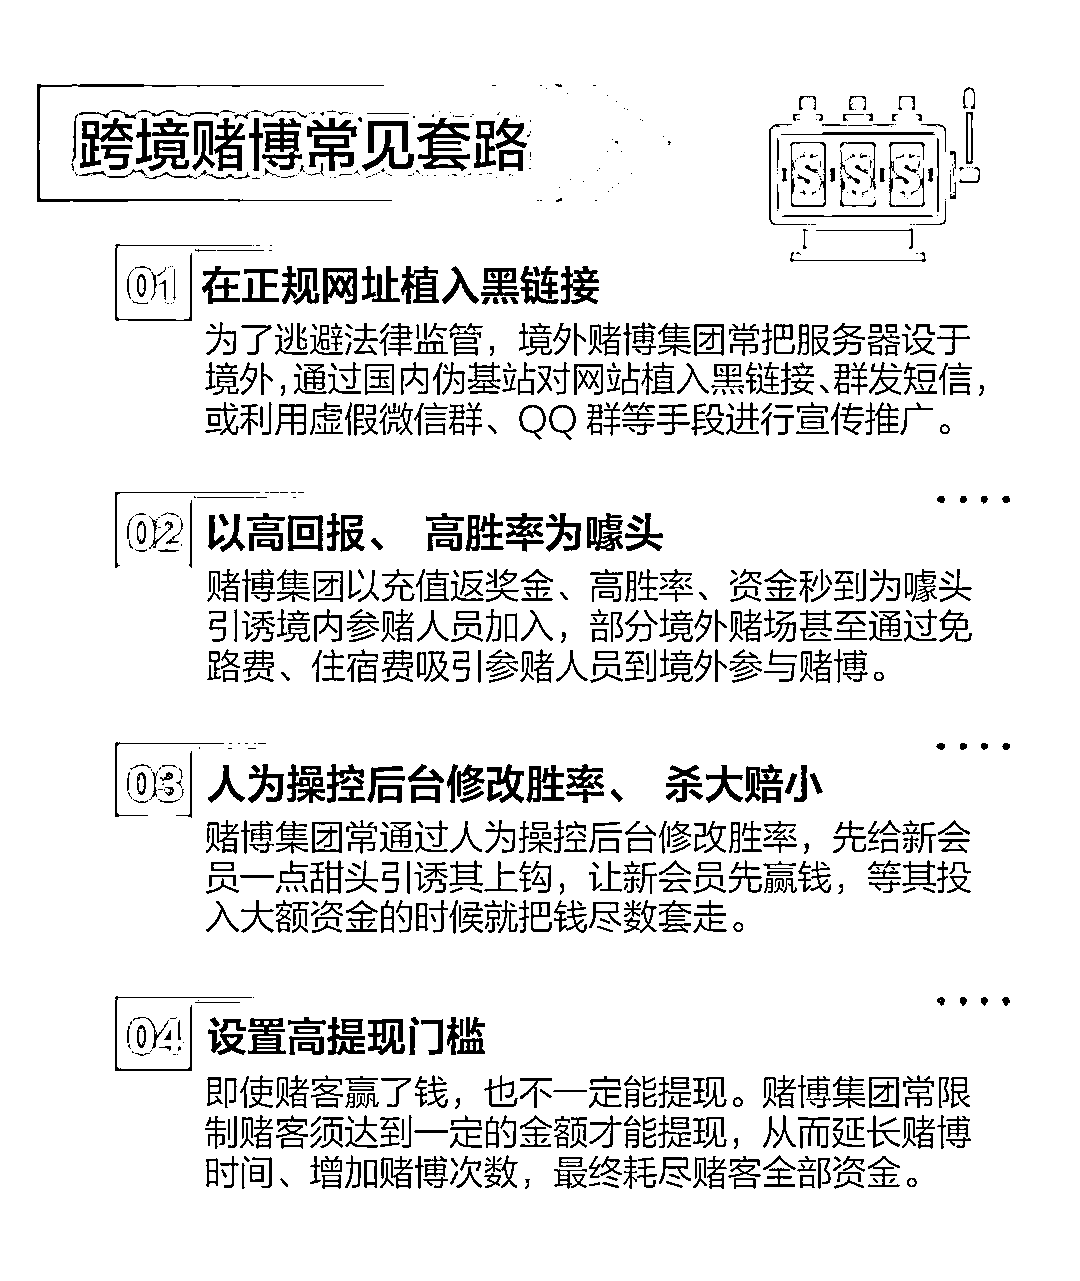 跨境赌博常见套路
01 在正规网址植入黑链接
为了逃避法律监管，境外赌博集团常把服务器设于
境外，通过国内伪基站对网站植入黑链接、群发短信，
或利用虚假微信群、QQ 群等手段进行宣传推广。
02 以高回报、 高胜率为噱头
赌博集团以充值返奖金、高胜率、资金秒到为噱头
引诱境内参赌人员加入，部分境外赌场甚至通过免
路费、住宿费吸引参赌人员到境外参与赌博。
03 人为操控后台修改胜率、 杀大赔小
赌博集团常通过人为操控后台修改胜率，先给新会
员一点甜头引诱其上钩，让新会员先赢钱，等其投
入大额资金的时候就把钱尽数套走。
04 设置高提现门槛
即使赌客赢了钱，也不一定能提现。赌博集团常限
制赌客须达到一定的金额才能提现，从而延长赌博
时间、增加赌博次数，最终耗尽赌客全部资金。